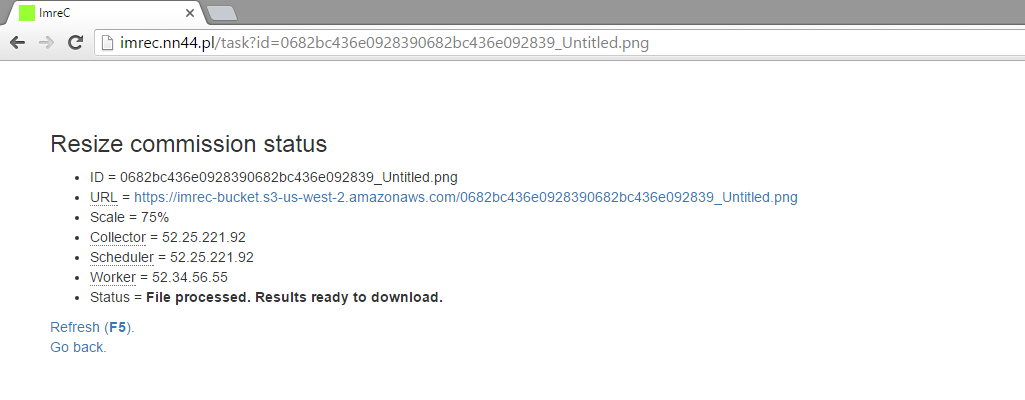 ImreC
imrec.nn44.pl/task?id=0682bc436e0928390682bc436e092839_Untitled.png
Resize commission status
ID = 0682bc436e0928390682bc436e092839_Untitled.png
URL = https://imrec-bucket.s3-us-west-2.amazonaws.com/0682bc436e0928390682bc436e092839_Untitled.png
Scale = 75%
Collector = 52.25.221.92
Scheduler = 52.25.221.92
Worker = 52.34.56.55
Status = File processed. Results ready to download.
Refresh (F5).
Go back.